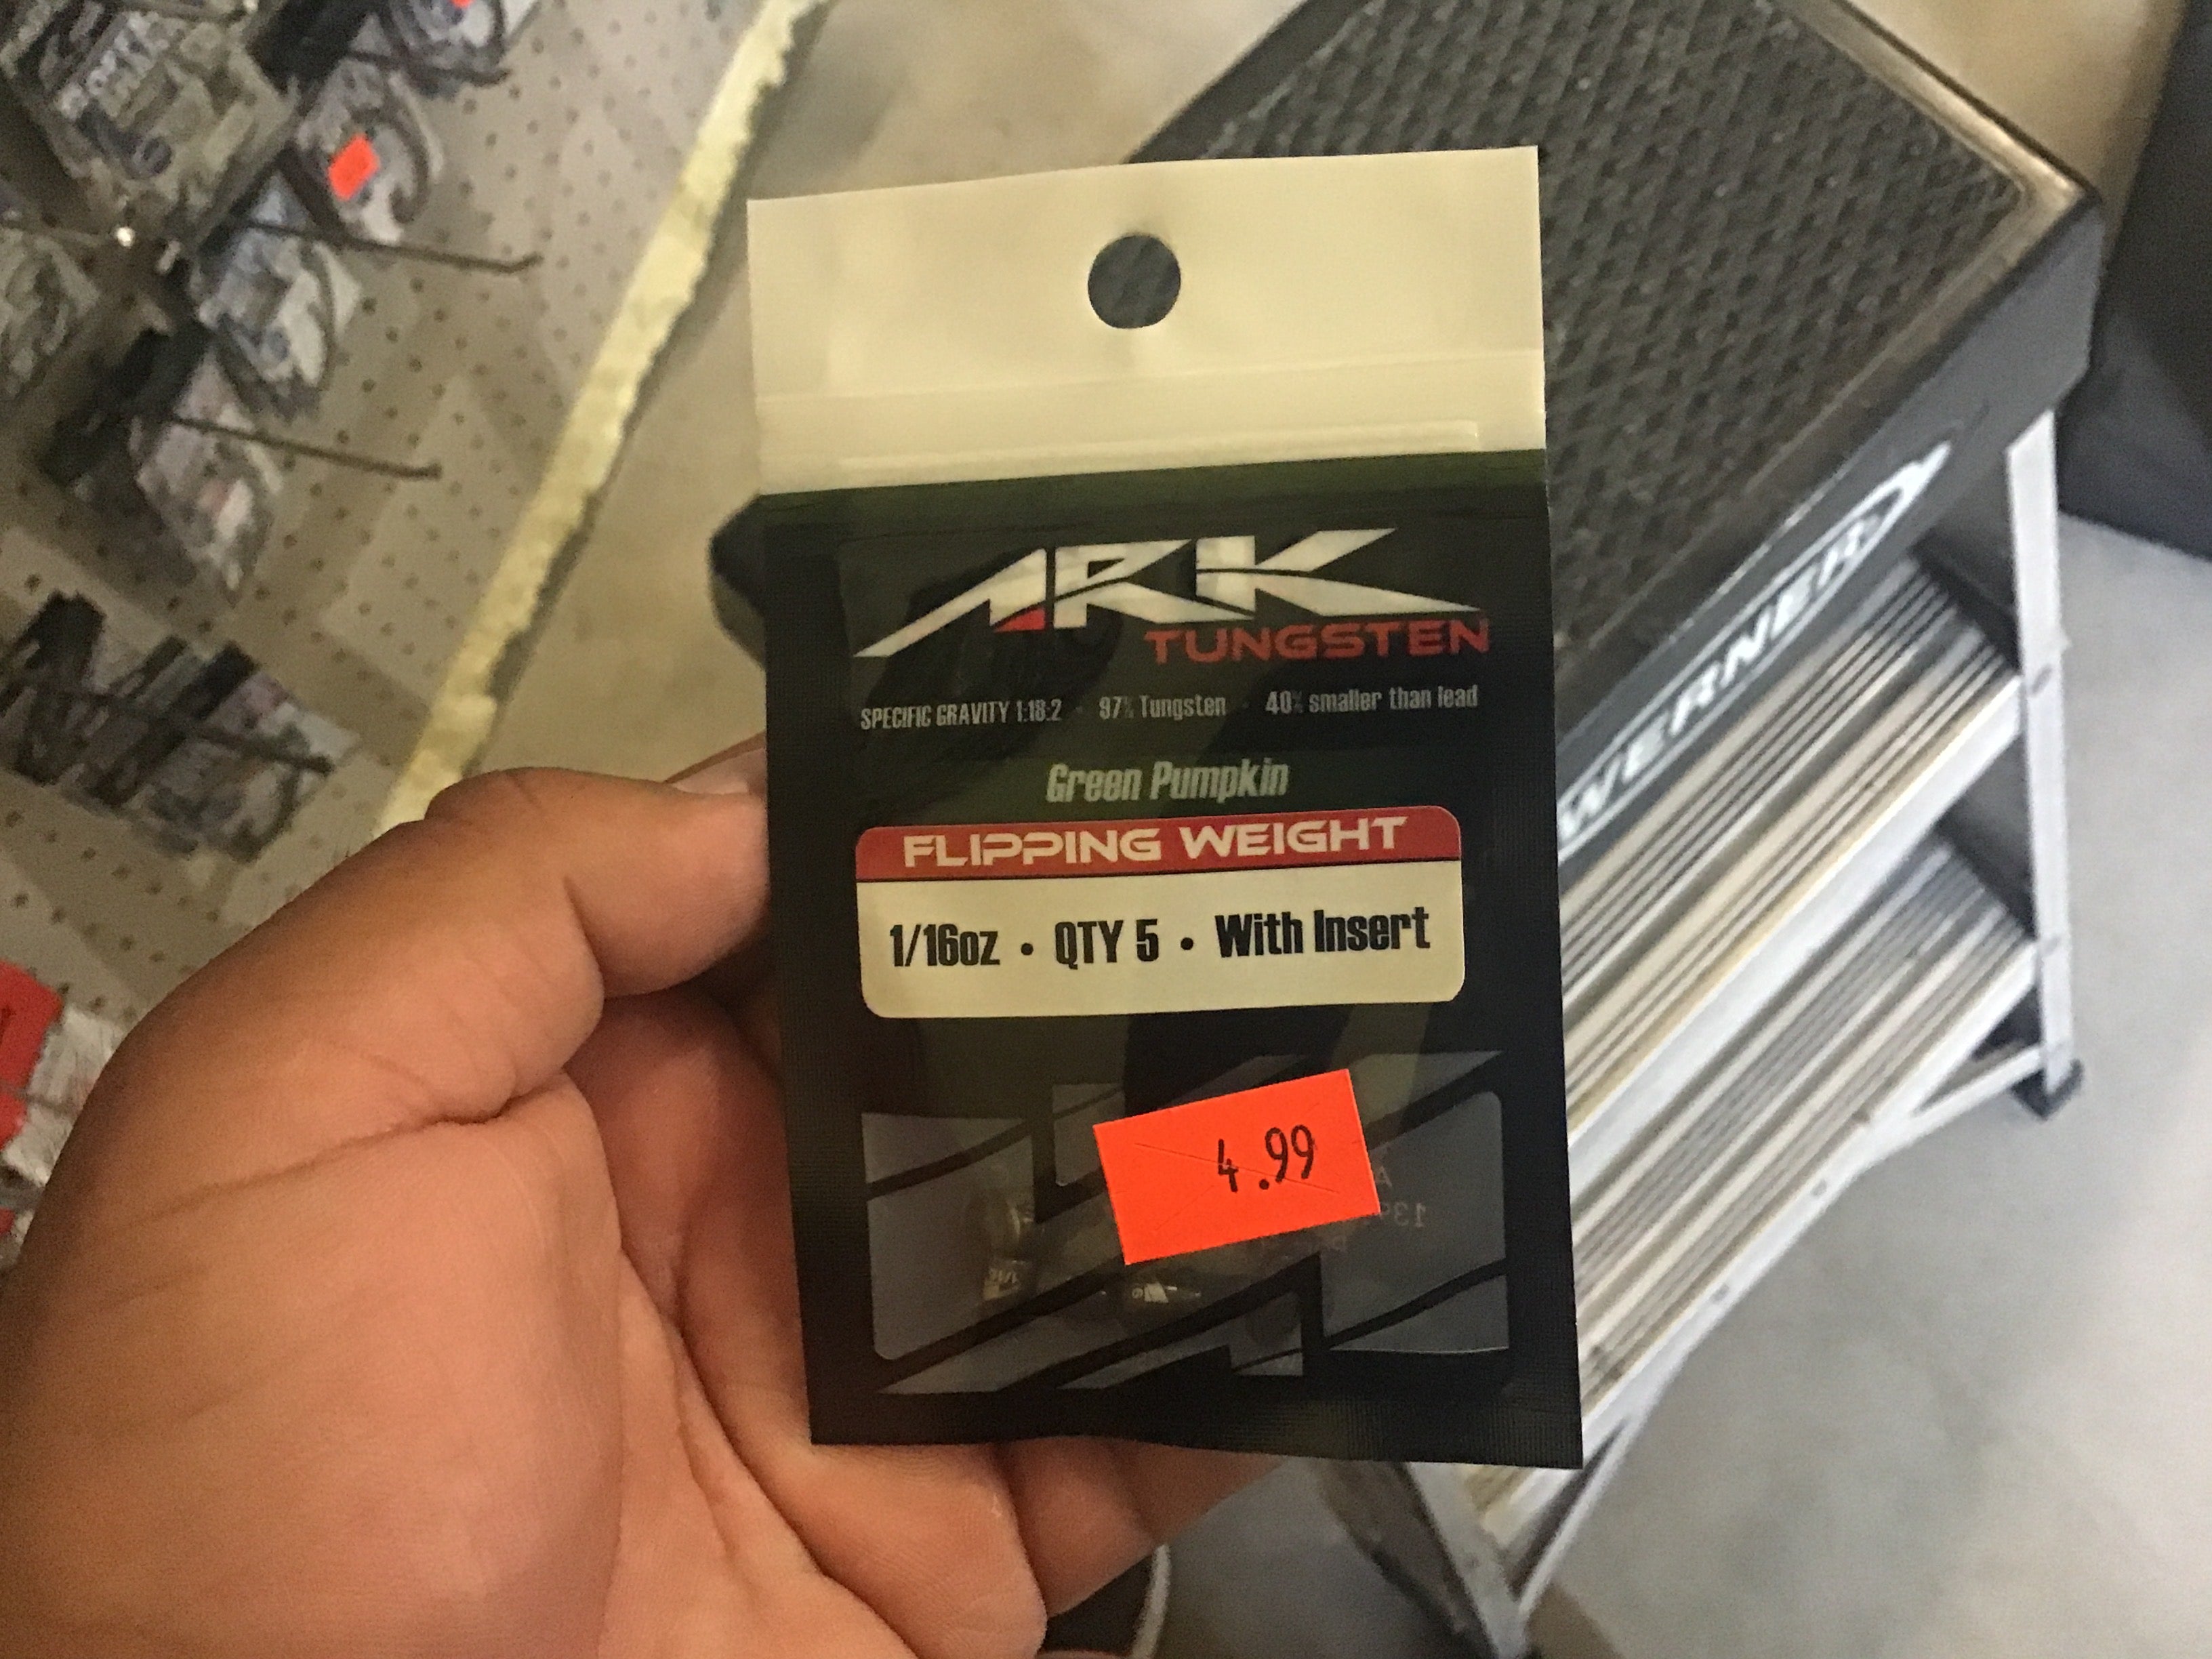 ARK
TUNGSTEN
SPECIFIC GRAVITY 1:18:2 · 97% Tungsten · 40% smaller than lead
Green Pumpkin
FLIPPING WEIGHT
1/16oz • QTY 5 • With Insert
4.99
WERNER